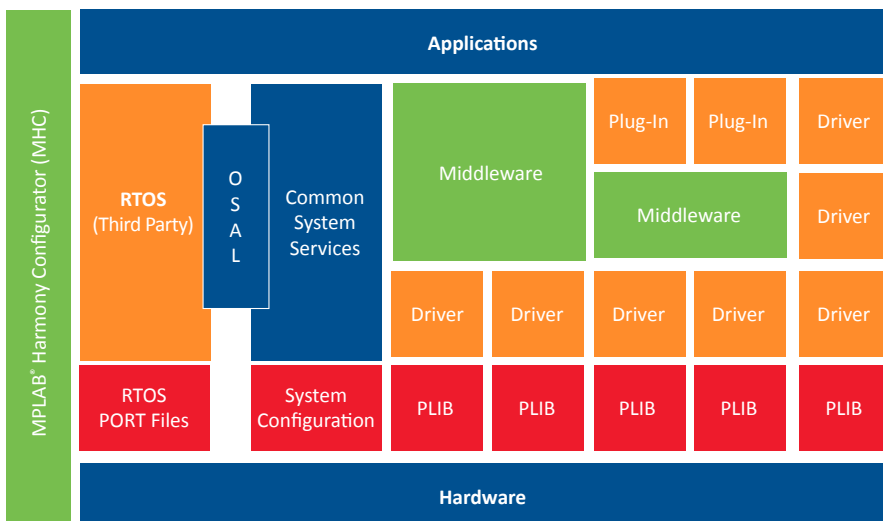 MPLAB® Harmony Configurator (MHC)
Applications
RTOS
(Third Party)
O
S
A
L
Common
System
Services
Middleware
Plug-In
Plug-In
Driver
Middleware
Driver
Driver
Driver
Driver
Driver
Driver
RTOS
PORT Files
System
Configuration
PLIB
PLIB
PLIB
PLIB
PLIB
Hardware